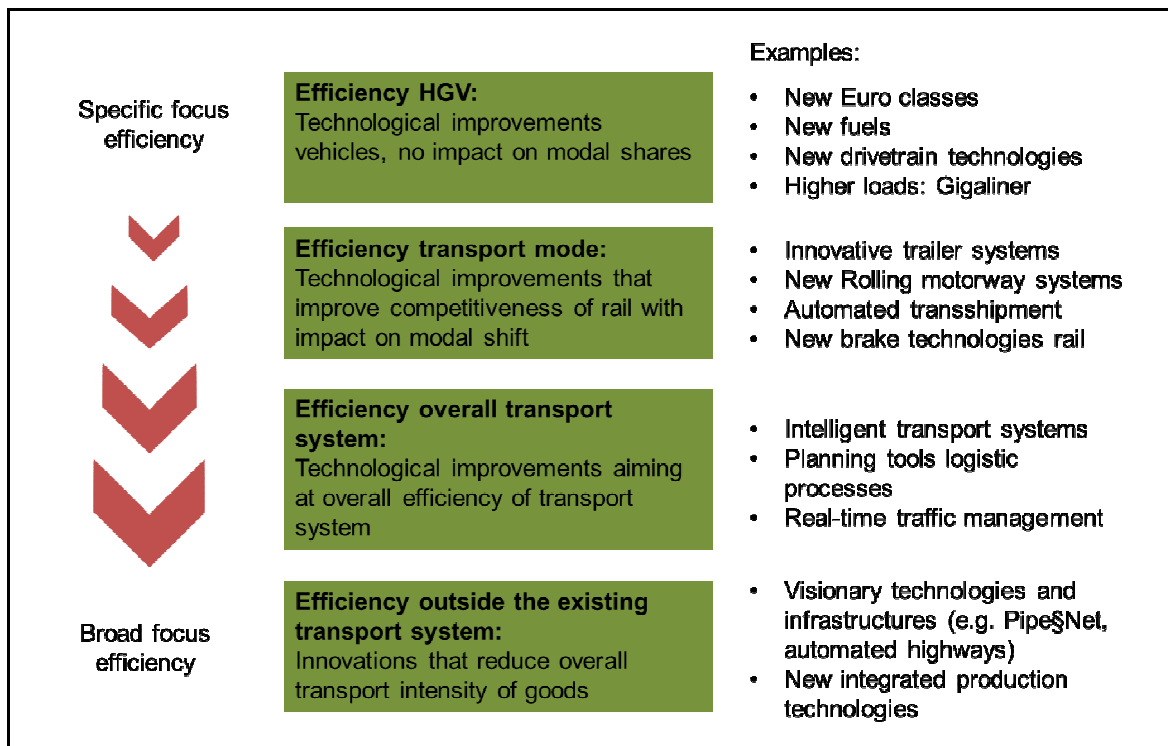 Examples:
Specific focus
efficiency
Efficiency HGV:
Technological improvements
vehicles, no impact on modal shares
• New Euro classes
• New fuels
• New drivetrain technologies
• Higher loads: Gigaliner
Efficiency transport mode:
Technological improvements that
improve competitiveness of rail with
impact on modal shift
• Innovative trailer systems
• New Rolling motorway systems
• Automated transshipment
• New brake technologies rail
Efficiency overall transport
system:
Technological improvements aiming
at overall efficiency of transport
system
• Intelligent transport systems
• Planning tools logistic
processes
• Real-time traffic management
Broad focus
efficiency
Efficiency outside the existing
transport system:
Innovations that reduce overall
transport intensity of goods
• Visionary technologies and
infrastructures (e.g. Pipe§Net,
automated highways)
• New integrated production
technologies